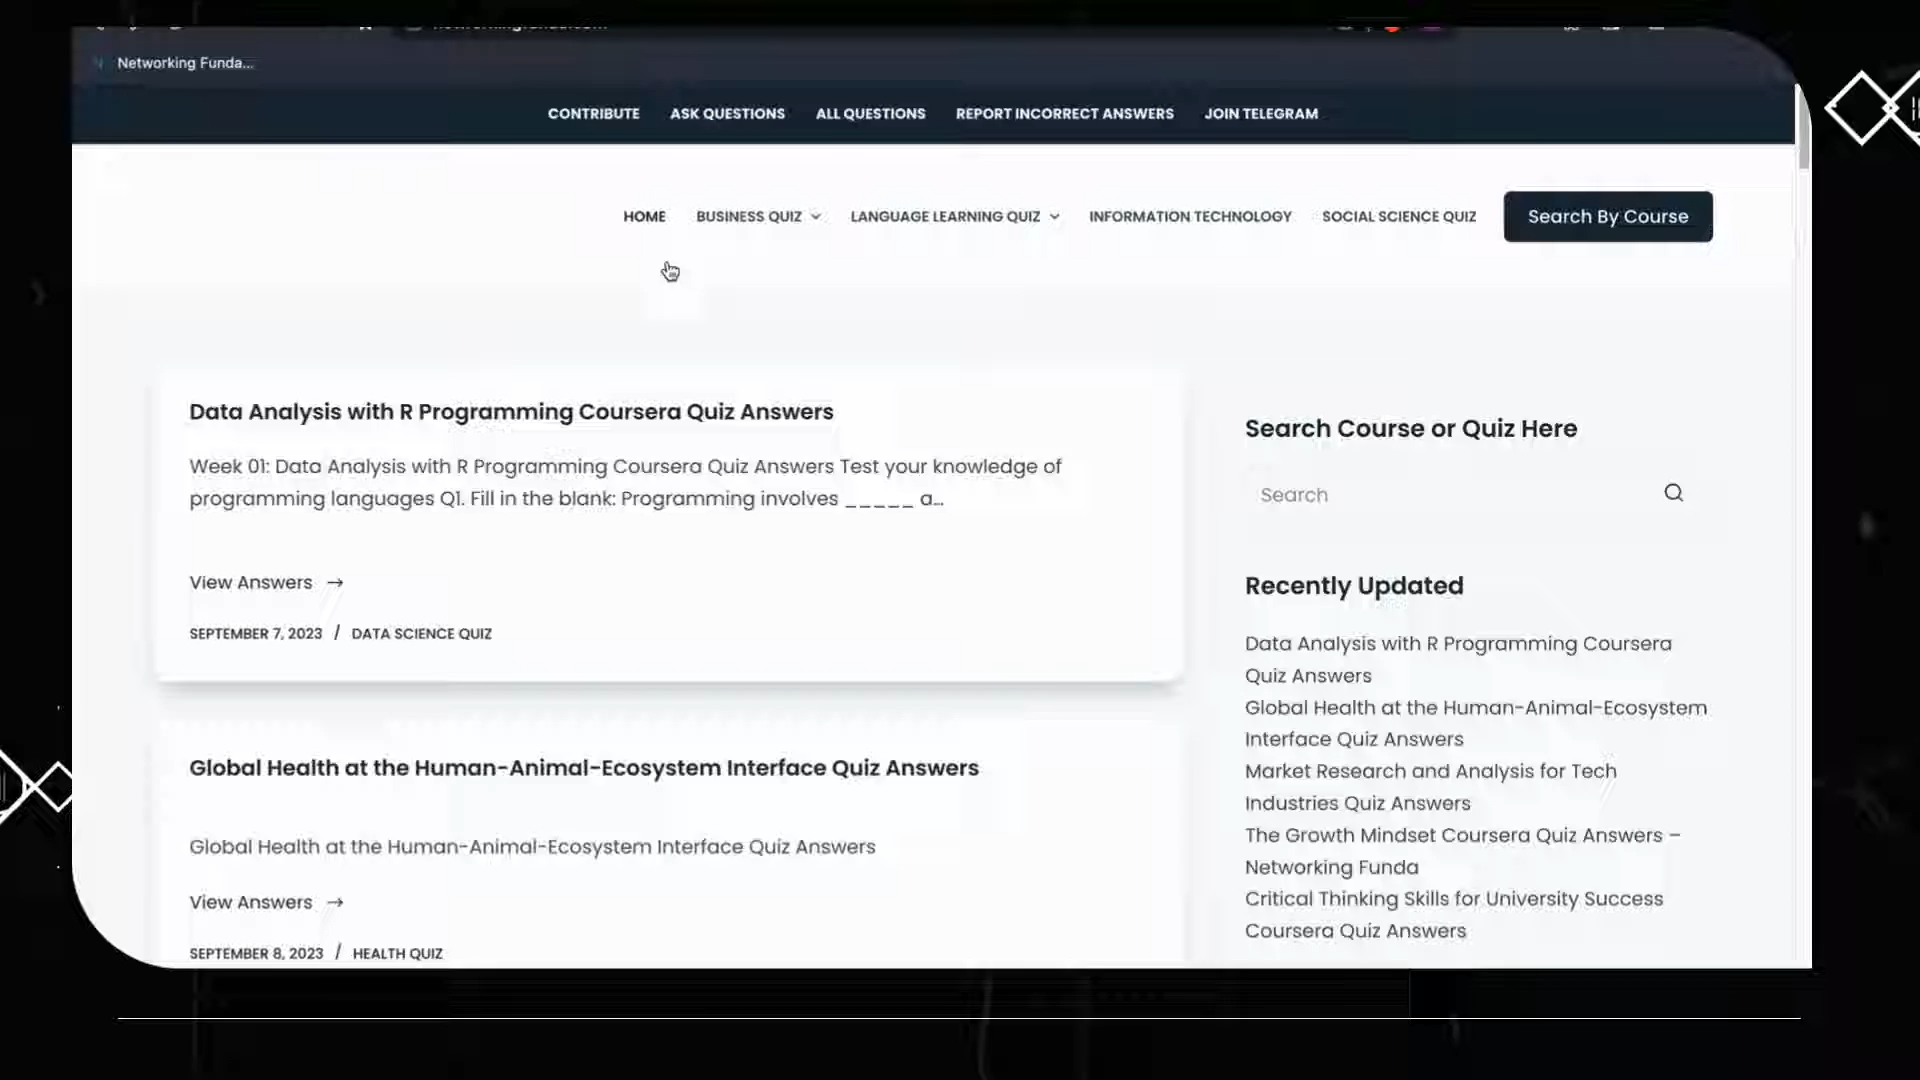 Networking Funda...
CONTRIBUTE ASK QUESTIONS ALL QUESTIONS REPORT INCORRECT ANSWERS JOIN TELEGRAM
HOME BUSINESS QUIZ LANGUAGE LEARNING QUIZ INFORMATION TECHNOLOGY SOCIAL SCIENCE QUIZ Search By Course
Data Analysis with R Programming Coursera Quiz Answers
Week 01: Data Analysis with R Programming Coursera Quiz Answers Test your knowledge of
programming languages Q1. Fill in the blank: Programming involves _____ a...
View Answers →
SEPTEMBER 7, 2023 / DATA SCIENCE QUIZ
Global Health at the Human-Animal-Ecosystem Interface Quiz Answers
Global Health at the Human-Animal-Ecosystem Interface Quiz Answers
View Answers →
SEPTEMBER 8, 2023 / HEALTH QUIZ
Search Course or Quiz Here
Search
Recently Updated
Data Analysis with R Programming Coursera
Quiz Answers
Global Health at the Human-Animal-Ecosystem
Interface Quiz Answers
Market Research and Analysis for Tech
Industries Quiz Answers
The Growth Mindset Coursera Quiz Answers –
Networking Funda
Critical Thinking Skills for University Success
Coursera Quiz Answers